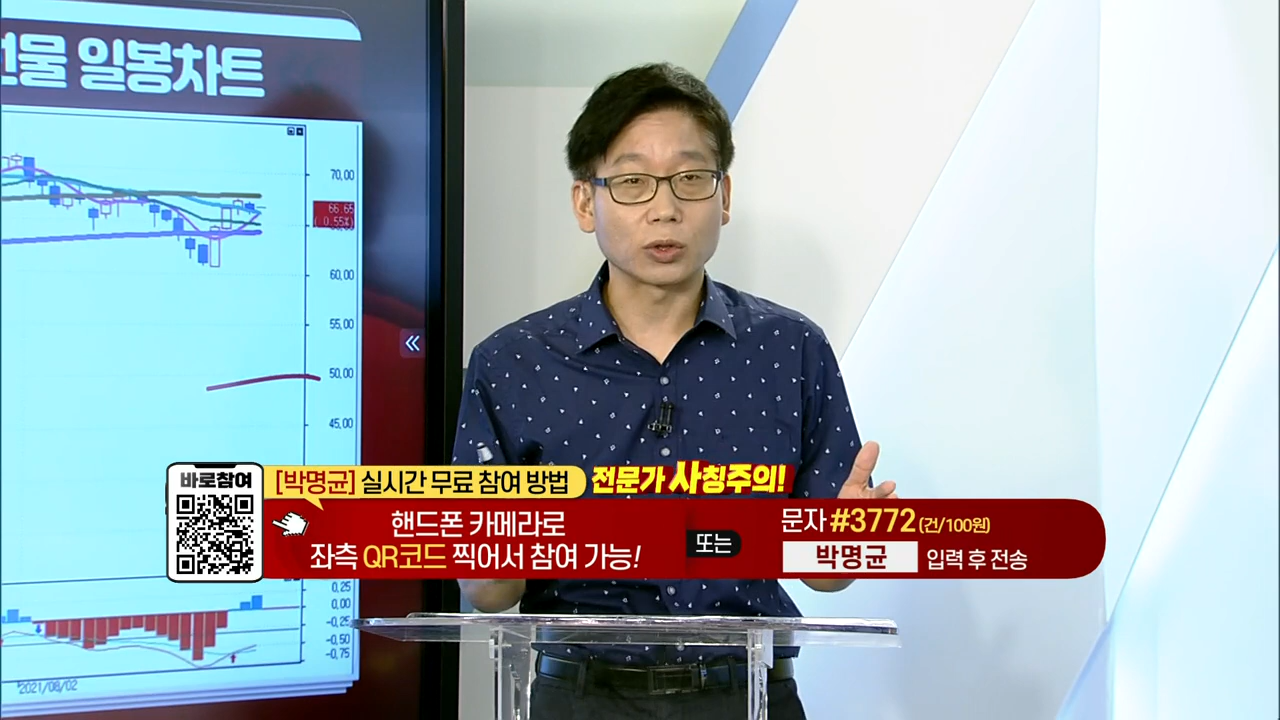 선물 일봉차트
70,00
66,65
( 0,55%)
60,00
55,00
50,00
45,00
바로참여
[박명균] 실시간 무료 참여 방법
전문가 사칭주의!
핸드폰 카메라로
좌측 QR코드 찍어서 참여 가능!
또는
문자 #3772 (건/100원)
박명균 입력 후 전송
0,25
0,00
-0,25
-0,50
-0,75
2021/08/02